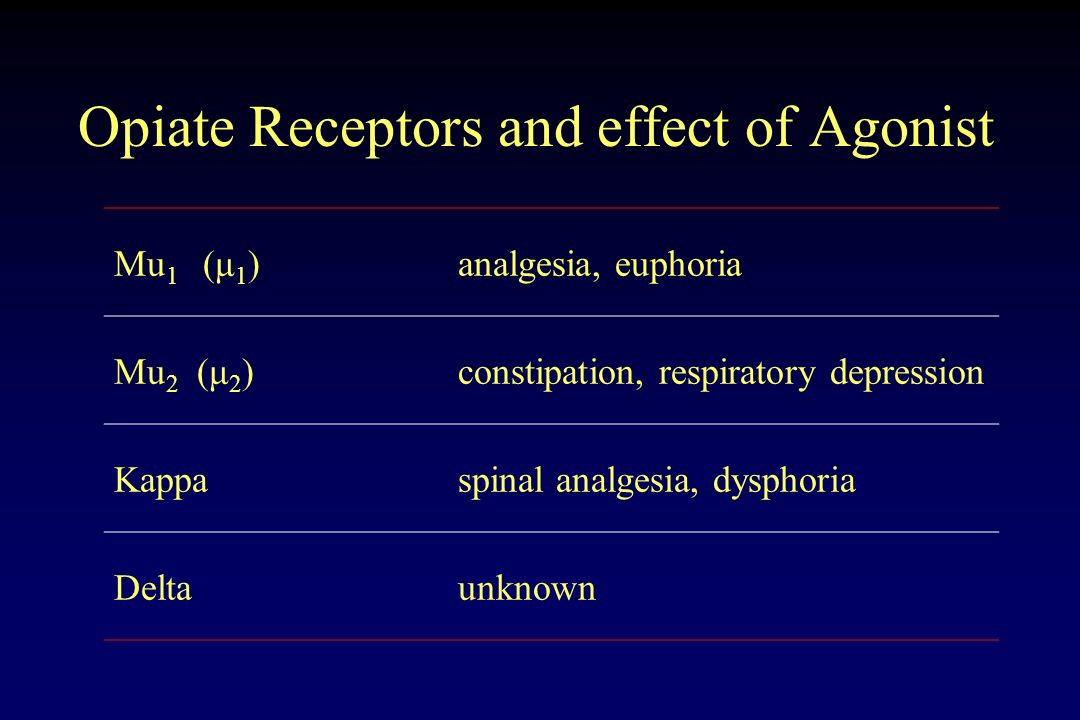 Opiate Receptors and effect of Agonist
Mu₁ (μ₁) analgesia, euphoria
Mu₂ (μ₂) constipation, respiratory depression
Kappa spinal analgesia, dysphoria
Delta unknown